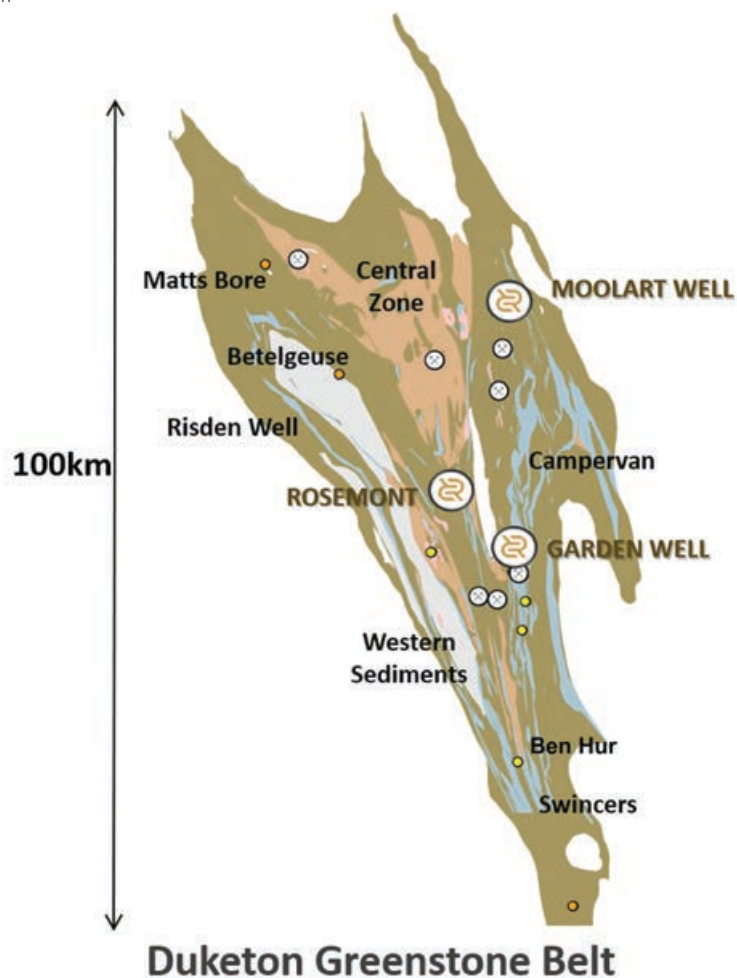 Matts Bore
Central
Zone
MOOLART WELL
Betelgeuse
Risden Well
100km
Campervan
ROSEMONT
GARDEN WELL
Western
Sediments
Ben Hur
Swincers
Duketon Greenstone Belt